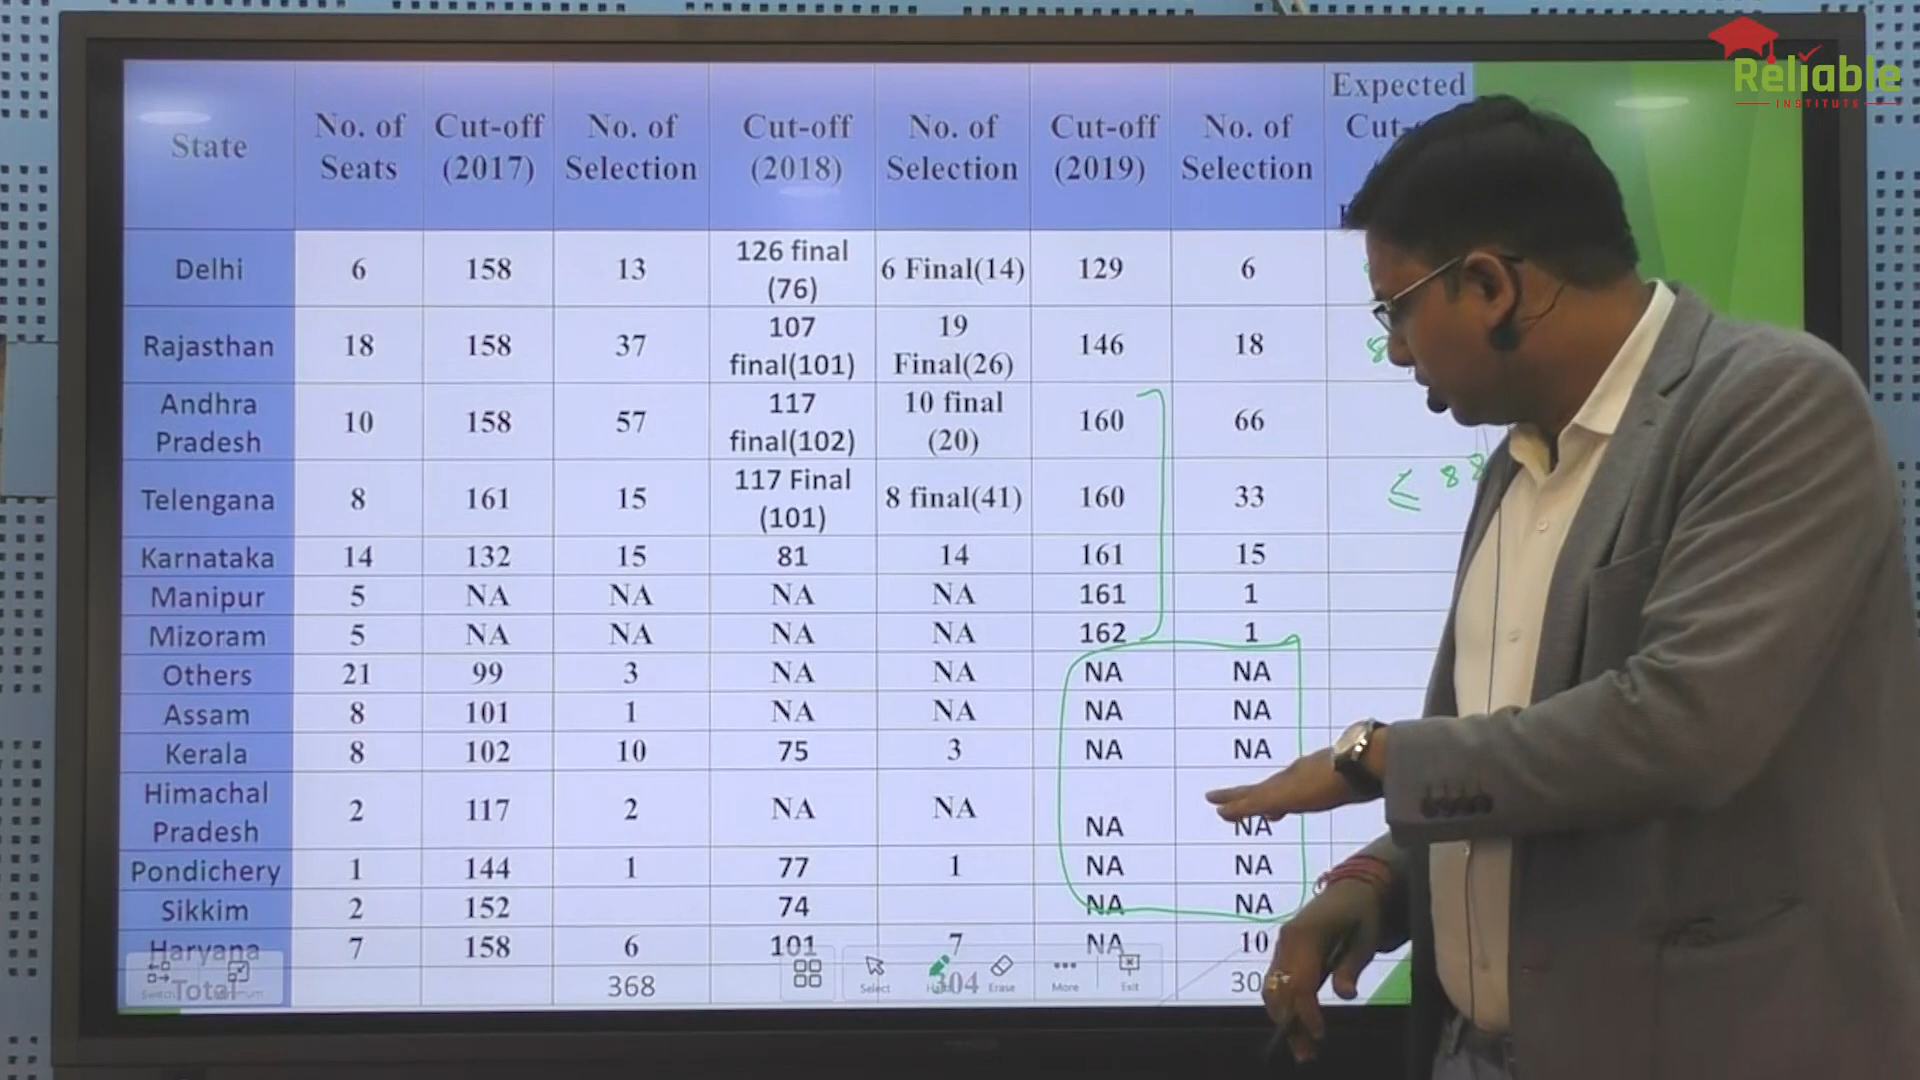 Reliable
INSTITUTE
State No. of Seats Cut-off (2017) No. of Selection Cut-off (2018) No. of Selection Cut-off (2019) No. of Selection Expected
Delhi 6 158 13 126 final (76) 6 Final(14) 129 6
Rajasthan 18 158 37 107 final(101) 19 Final(26) 146 18
Andhra Pradesh 10 158 57 117 final(102) 10 final (20) 160 66
Telengana 8 161 15 117 Final (101) 8 final(41) 160 33
≤ 88
Karnataka 14 132 15 81 14 161 15
Manipur 5 NA NA NA NA 161 1
Mizoram 5 NA NA NA NA 162 1
Others 21 99 3 NA NA NA NA
Assam 8 101 1 NA NA NA NA
Kerala 8 102 10 75 3 NA NA
Himachal Pradesh 2 117 2 NA NA NA NA
Pondichery 1 144 1 77 1 NA NA
Sikkim 2 152 74 NA NA
Haryana 7 158 6 101 7 NA 10
Total 368 304
Select Erase More Exit